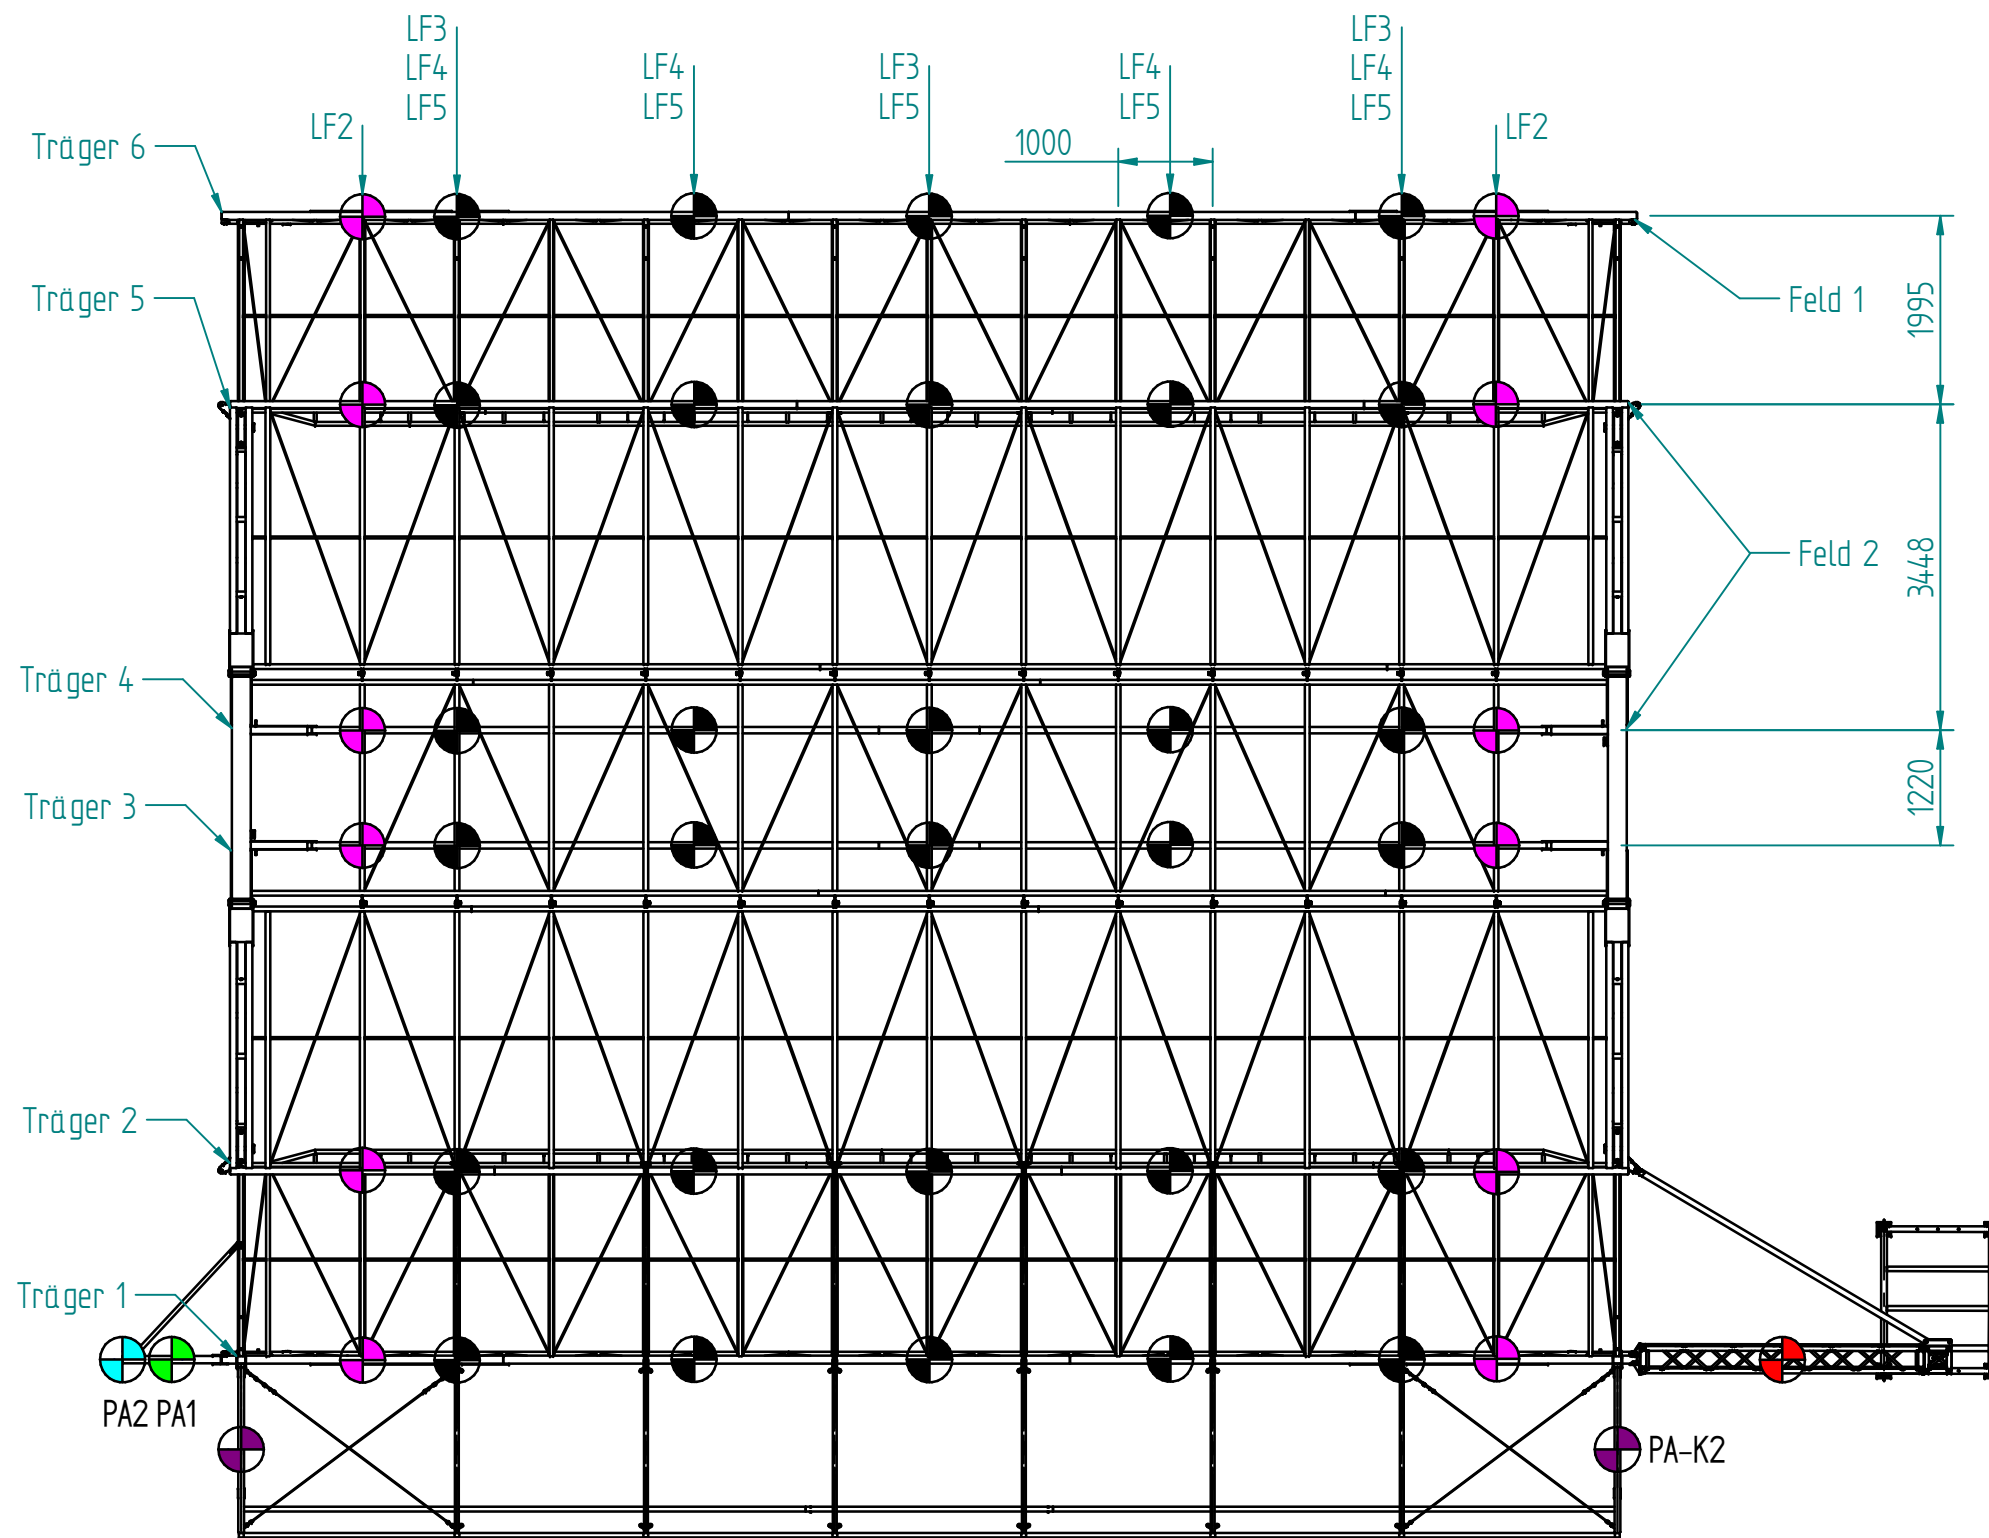 LF3
LF4
LF5
LF2
LF4
LF5
LF3
LF5
LF4
LF5
LF3
LF4
LF5
LF2
1000
Träger 6
Träger 5
Träger 4
Träger 3
Träger 2
Träger 1
Feld 1
Feld 2
1995
3448
1220
PA2 PA1
PA-K2